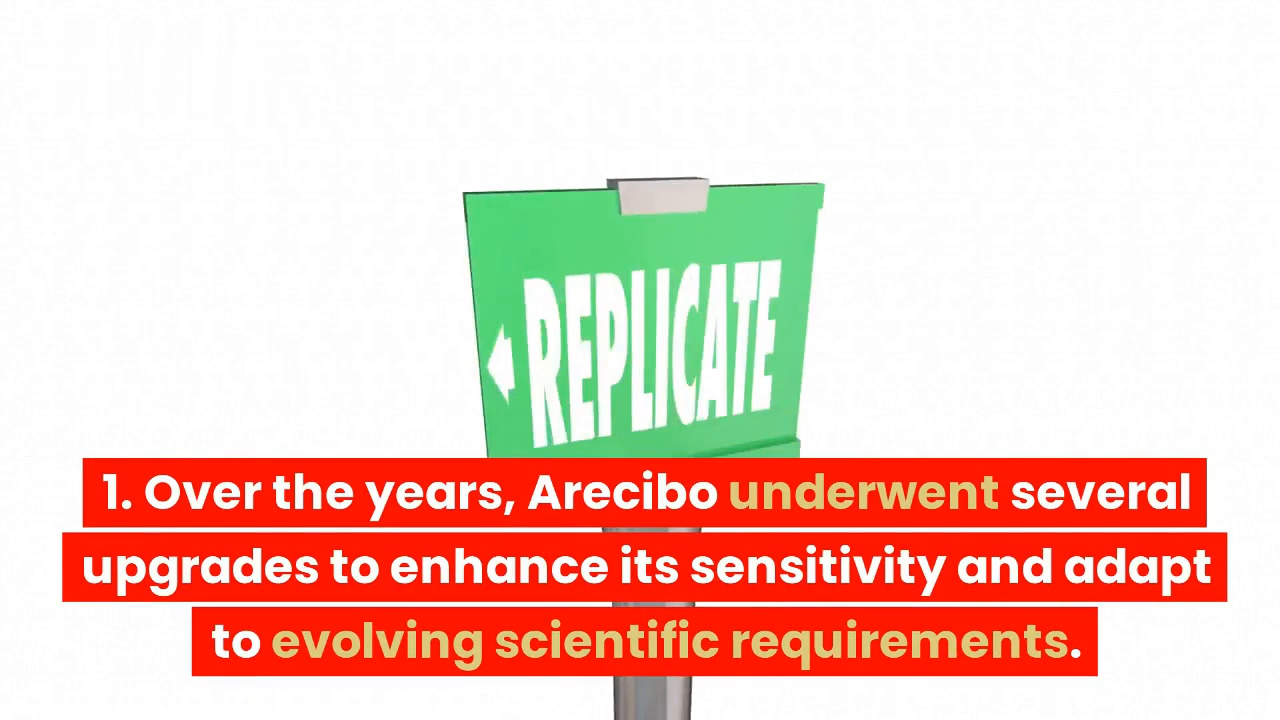 REPLICATE
1. Over the years, Arecibo underwent several
upgrades to enhance its sensitivity and adapt
to evolving scientific requirements.